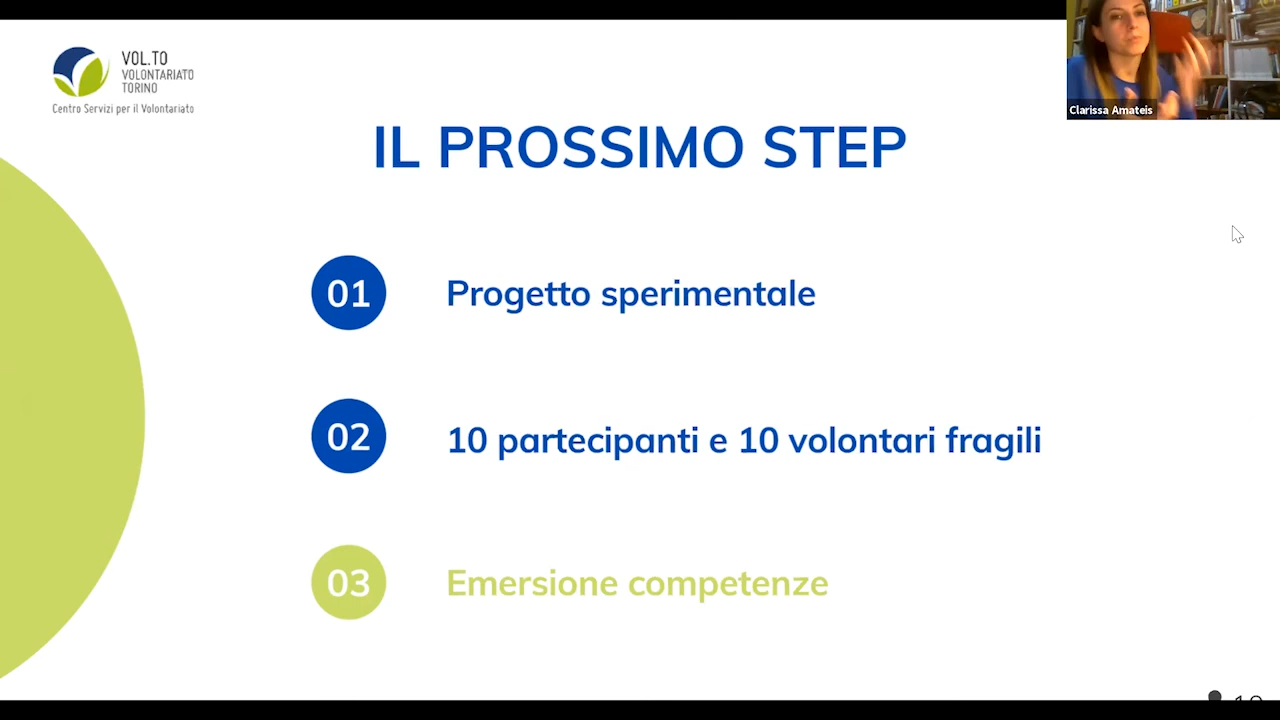 VOL.TO
VOLONTARIATO
TORINO
Centro Servizi per il Volontariato
Clarissa Amateis
IL PROSSIMO STEP
01 Progetto sperimentale
02 10 partecipanti e 10 volontari fragili
03 Emersione competenze